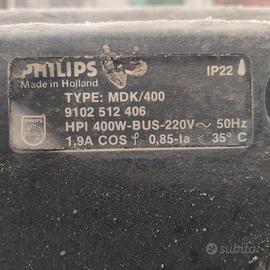 PHILIPS
IP22
Made in Holland
TYPE: MDK/400
9102 512 406
HPI 400W-BUS-220V~ 50Hz
1,9A COS φ 0,85-ta < 35° C
PHILIPS
subito